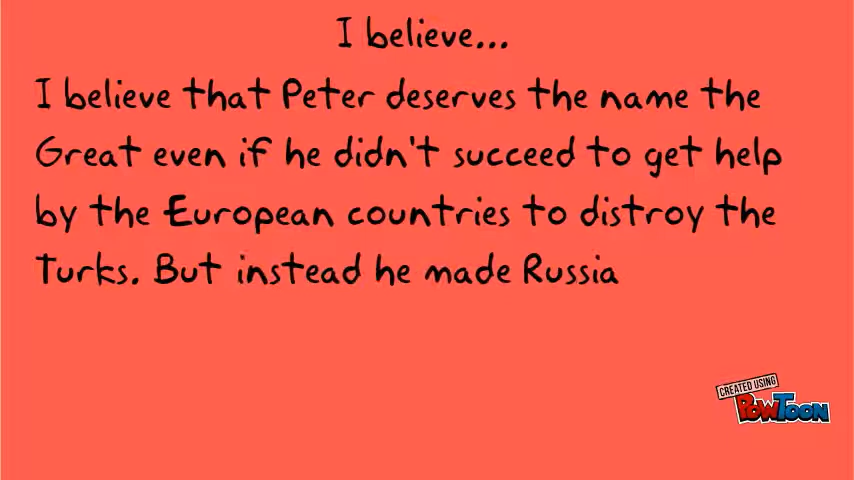 I believe...
I believe that Peter deserves the name the
Great even if he didn't succeed to get help
by the European countries to distroy the
Turks. But instead he made Russia
CREATED USING
POWTOON